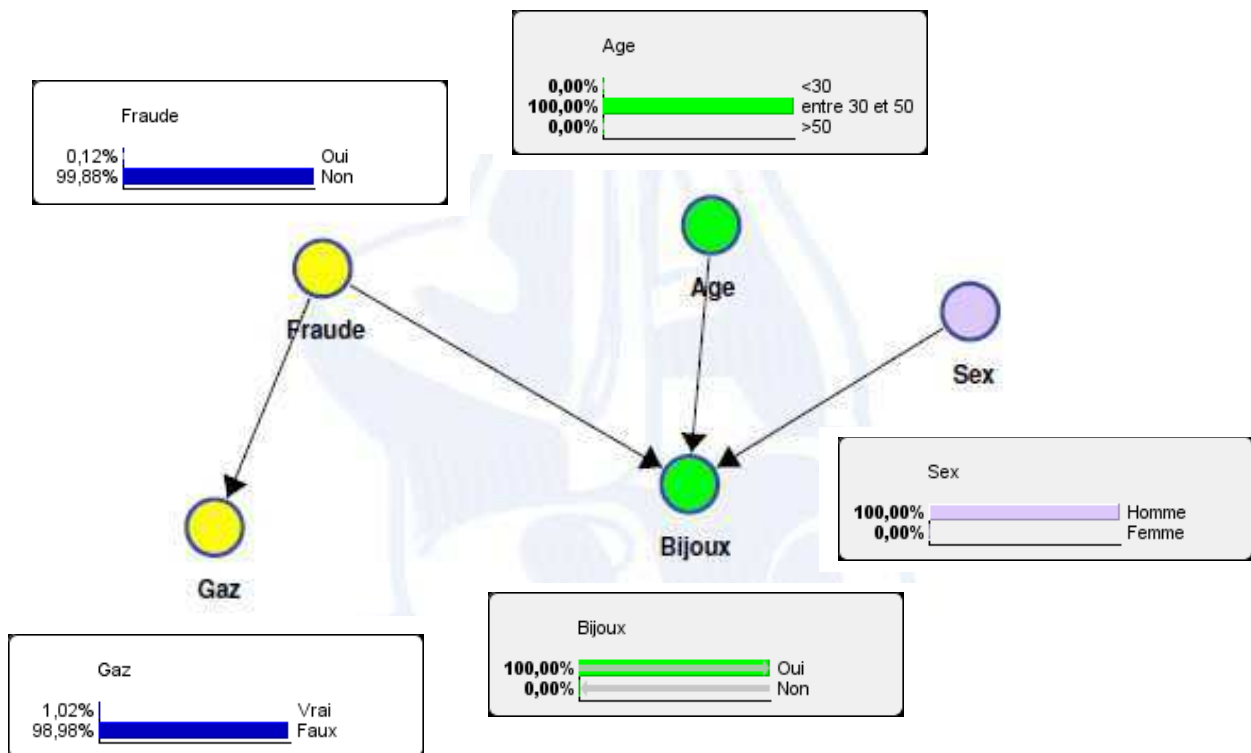 Age
0,00% <30
100,00% entre 30 et 50
0,00% >50
Fraude
0,12% Oui
99,88% Non
Fraude
Age
Sex
Sex
100,00% Homme
0,00% Femme
Gaz
Bijoux
Bijoux
100,00% Oui
0,00% Non
Gaz
1,02% Vrai
98,98% Faux